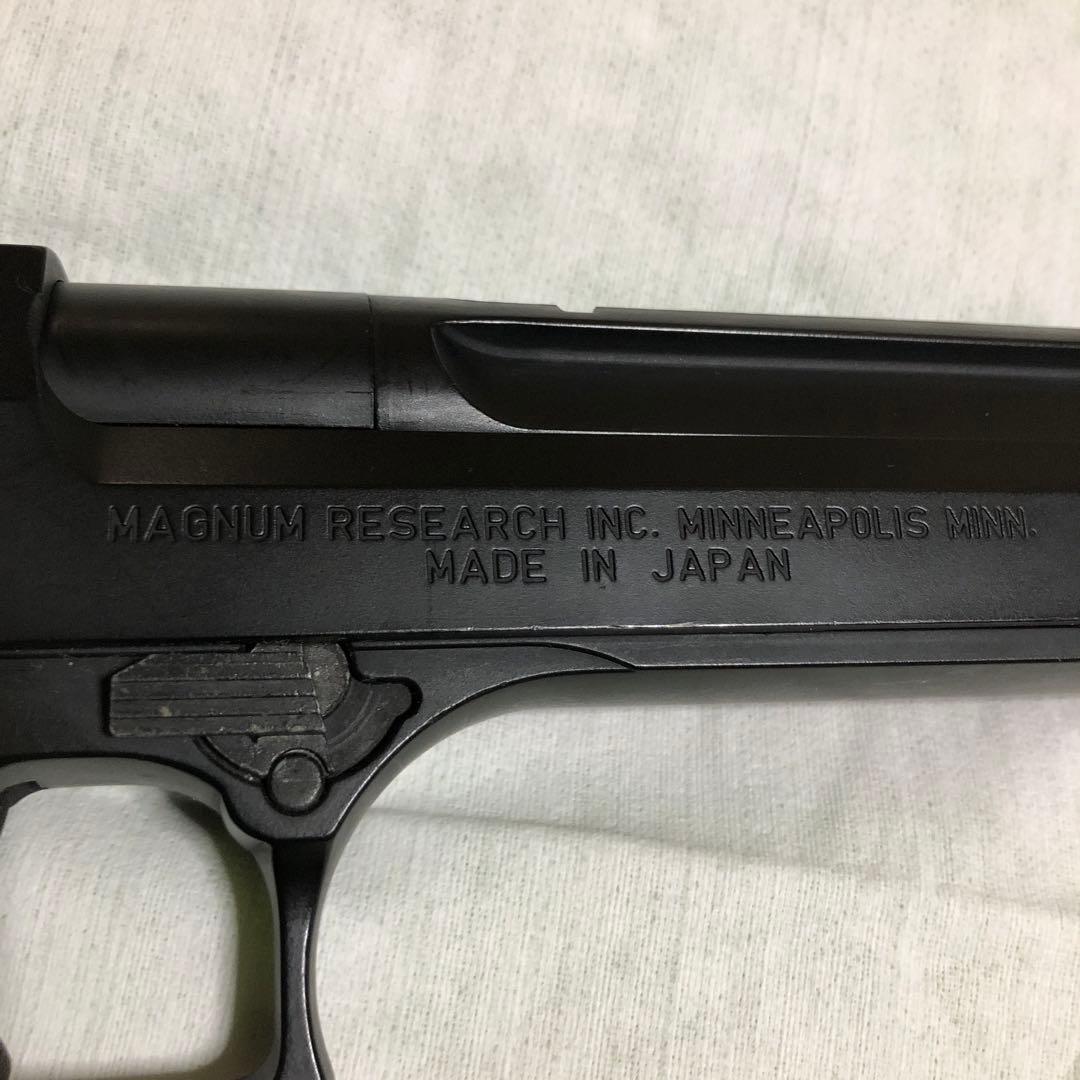 MAGNUM RESEARCH INC. MINNEAPOLIS MINN.
MADE IN JAPAN